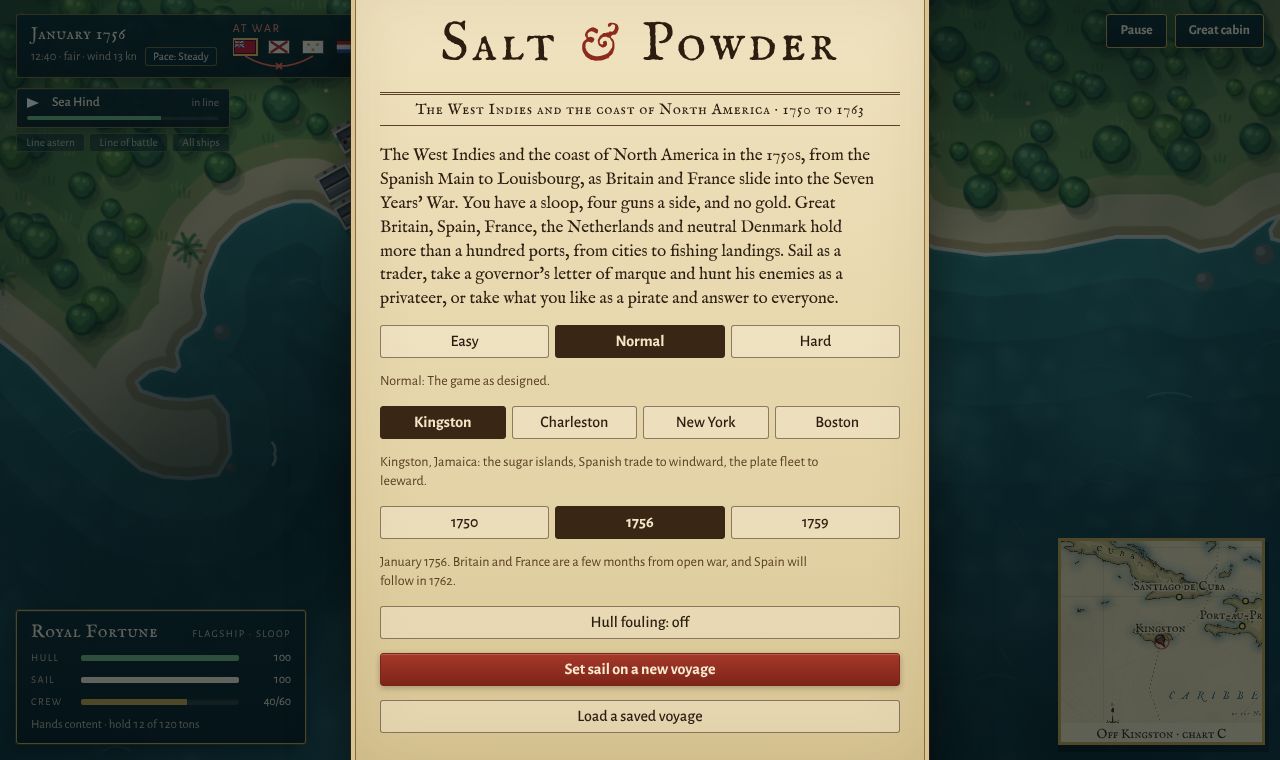 January 1756
12:40 · fair · wind 13 kn
Pace: Steady
AT WAR
Sea Hind
in line
Line astern
Line of battle
All ships
Salt & Powder
The West Indies and the coast of North America · 1750 to 1763
The West Indies and the coast of North America in the 1750s, from the
Spanish Main to Louisbourg, as Britain and France slide into the Seven
Years’ War. You have a sloop, four guns a side, and no gold. Great
Britain, Spain, France, the Netherlands and neutral Denmark hold
more than a hundred ports, from cities to fishing landings. Sail as a
trader, take a governor’s letter of marque and hunt his enemies as a
privateer, or take what you like as a pirate and answer to everyone.
Easy
Normal
Hard
Normal: The game as designed.
Kingston
Charleston
New York
Boston
Kingston, Jamaica: the sugar islands, Spanish trade to windward, the plate fleet to
leeward.
1750
1756
1759
January 1756. Britain and France are a few months from open war, and Spain will
follow in 1762.
Hull fouling: off
Set sail on a new voyage
Load a saved voyage
Pause
Great cabin
Royal Fortune
FLAGSHIP · SLOOP
HULL
100
SAIL
100
CREW
40/60
Hands content · hold 12 of 120 tons
CUBA
Santiago de Cuba
Port-au-Pr
Kingston
CARIBBE
Off Kingston · chart C